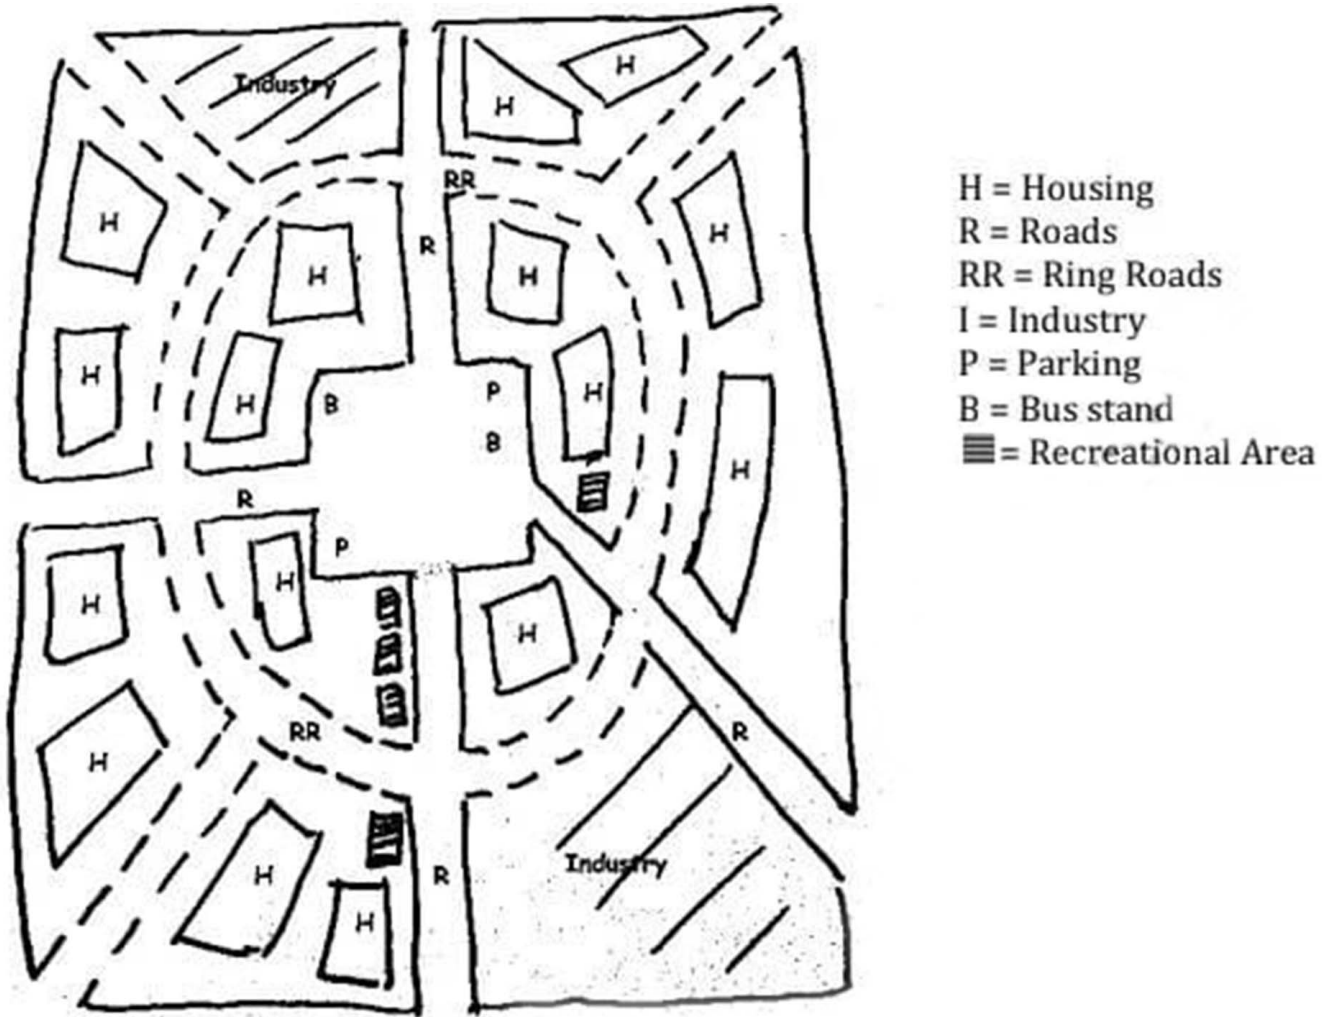 Industry
H
H
RR
H
R
H
H
H
H
H
B
P
H
H
B
H
R
P
H
H
H
RR
R
H
Industry
H
R
H
H = Housing
R = Roads
RR = Ring Roads
I = Industry
P = Parking
B = Bus stand
= Recreational Area